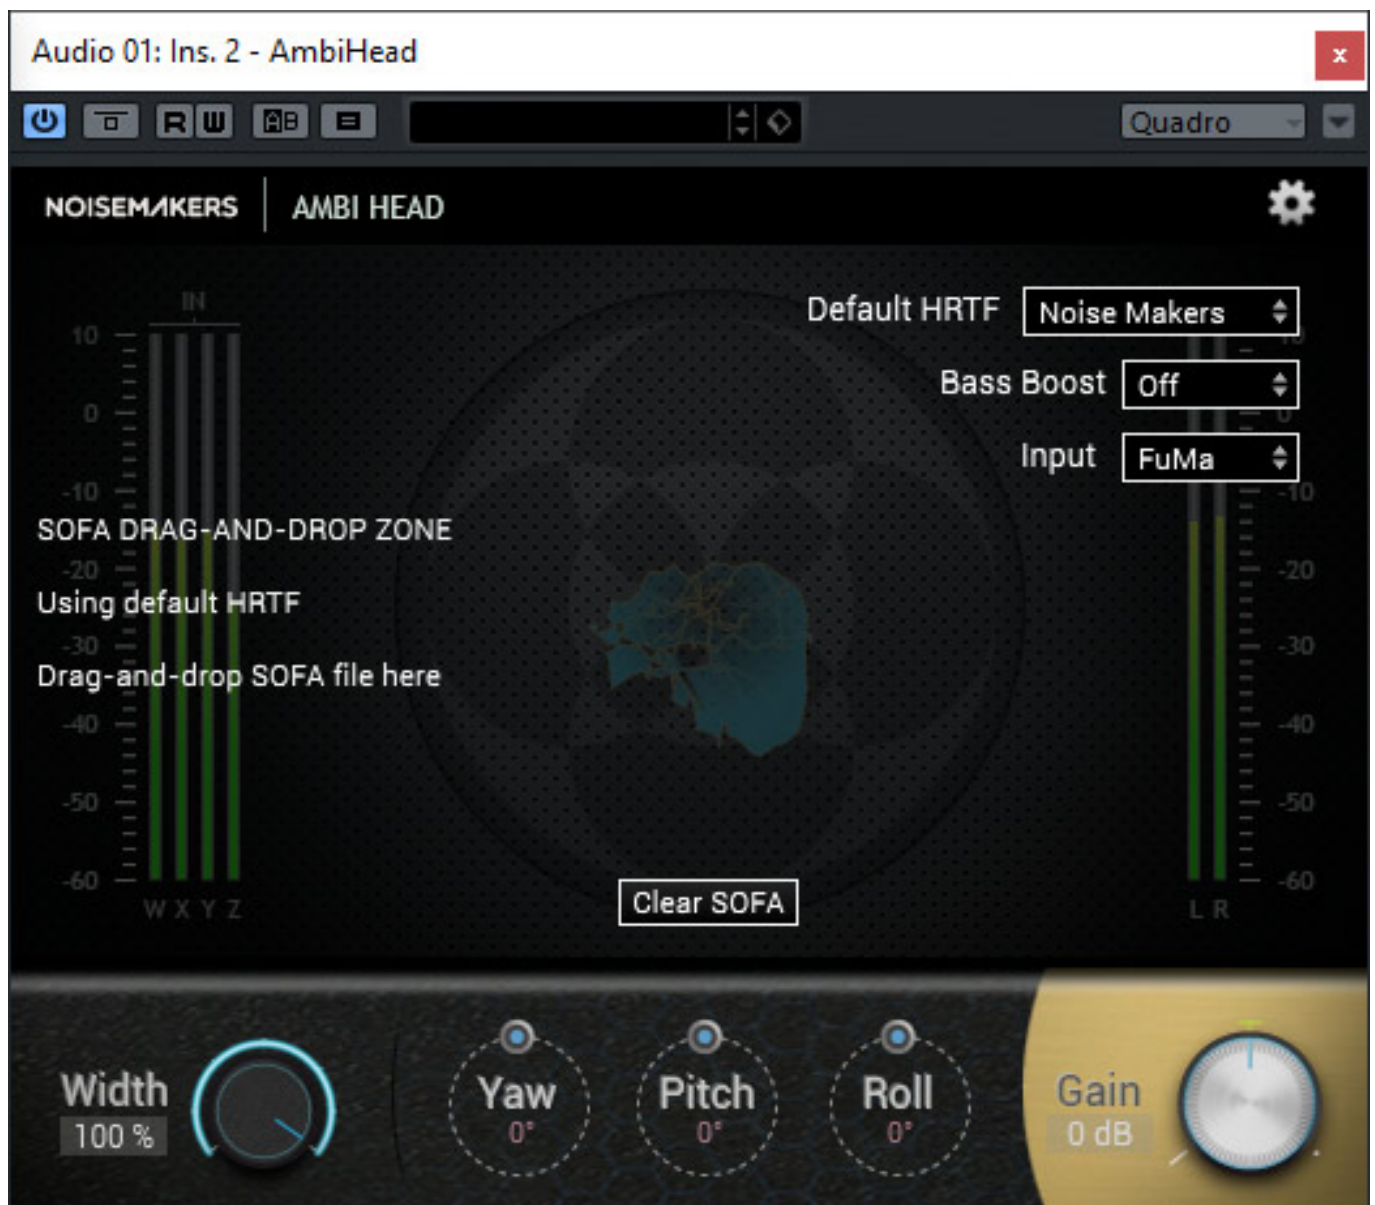 Audio 01: Ins. 2 - AmbiHead x
R W AB Quadro
NOISEMAKERS AMBI HEAD
IN
Default HRTF Noise Makers
Bass Boost Off
Input FuMa
10
0
-10
SOFA DRAG-AND-DROP ZONE
-20
Using default HRTF
-30
Drag-and-drop SOFA file here
-40
-50
-60
W X Y Z
10
0
-10
-20
-30
-40
-50
-60
L R
Clear SOFA
Width
100 %
Yaw
0°
Pitch
0°
Roll
0°
Gain
0 dB